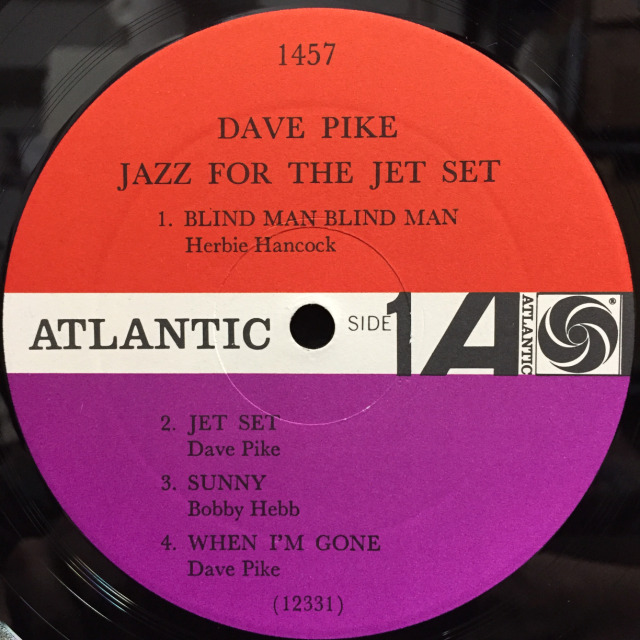 1457
DAVE PIKE
JAZZ FOR THE JET SET
1. BLIND MAN BLIND MAN
Herbie Hancock
ATLANTIC
SIDE 1
A
ATLANTIC
®
2. JET SET
Dave Pike
3. SUNNY
Bobby Hebb
4. WHEN I'M GONE
Dave Pike
(12331)